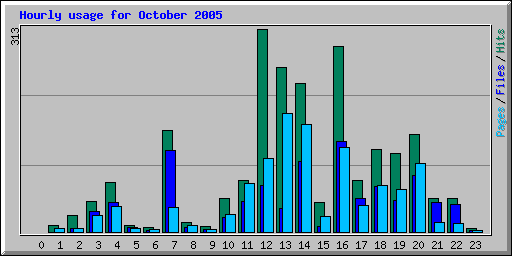 Hourly usage for October 2005
313
Pages / Files / Hits
0 1 2 3 4 5 6 7 8 9 10 11 12 13 14 15 16 17 18 19 20 21 22 23